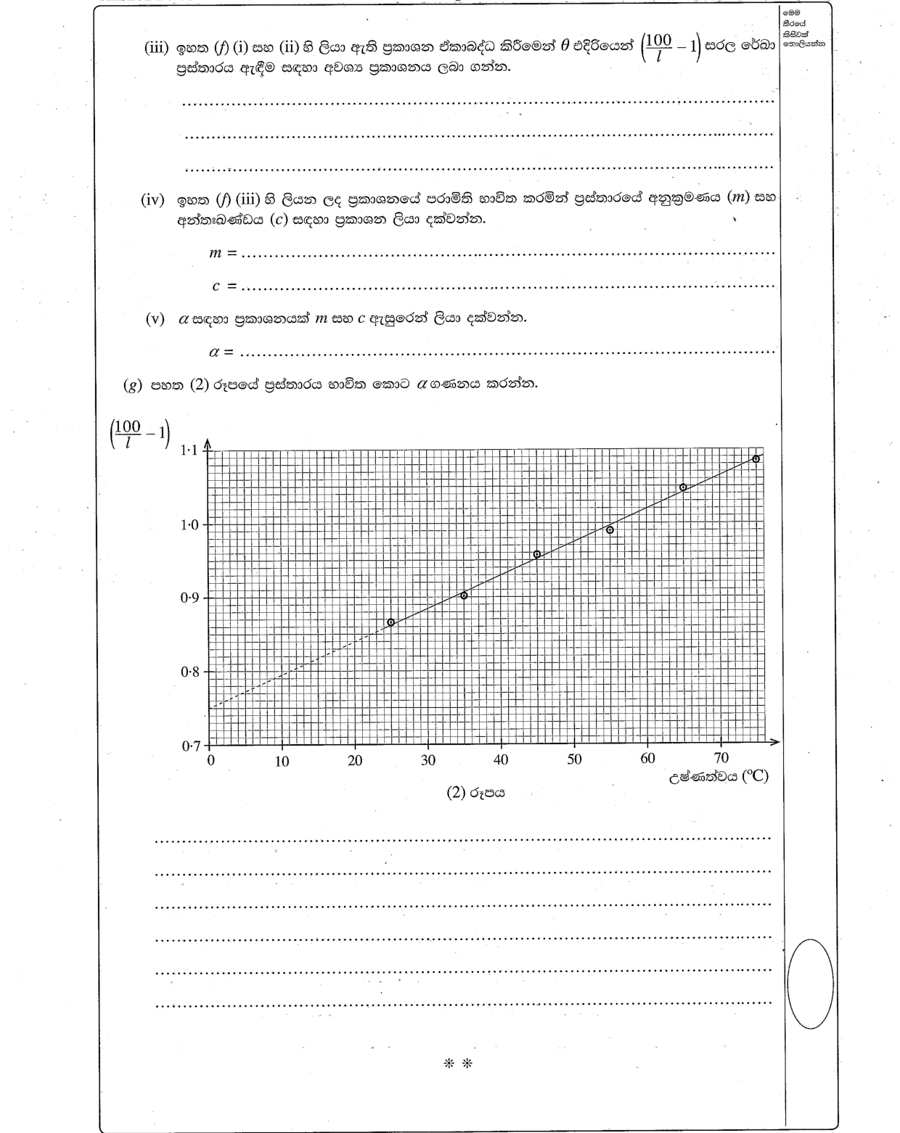 මෙම
තීරයේ
කිසිවක්
නොලියන්න
(iii) ඉහත (f) (i) සහ (ii) හි ලියා ඇති ප්‍රකාශන ඒකාබද්ධ කිරීමෙන් θ එදිරියෙන් (100/l − 1) සරල රේඛා
ප්‍රස්තාරය ඇඳීම සඳහා අවශ්‍ය ප්‍රකාශනය ලබා ගන්න.
(iv) ඉහත (f) (iii) හි ලියන ලද ප්‍රකාශනයේ පරාමිති භාවිත කරමින් ප්‍රස්තාරයේ අනුක්‍රමණය (m) සහ
අන්තඃඛණ්ඩය (c) සඳහා ප්‍රකාශන ලියා දක්වන්න.
m = ..............................
c = ..............................
(v) α සඳහා ප්‍රකාශනයක් m සහ c ඇසුරෙන් ලියා දක්වන්න.
α = ..............................
(g) පහත (2) රූපයේ ප්‍රස්තාරය භාවිත කොට α ගණනය කරන්න.
(100/l − 1)
1·1
1·0
0·9
0·8
0·7
0 10 20 30 40 50 60 70
උෂ්ණත්වය (°C)
(2) රූපය